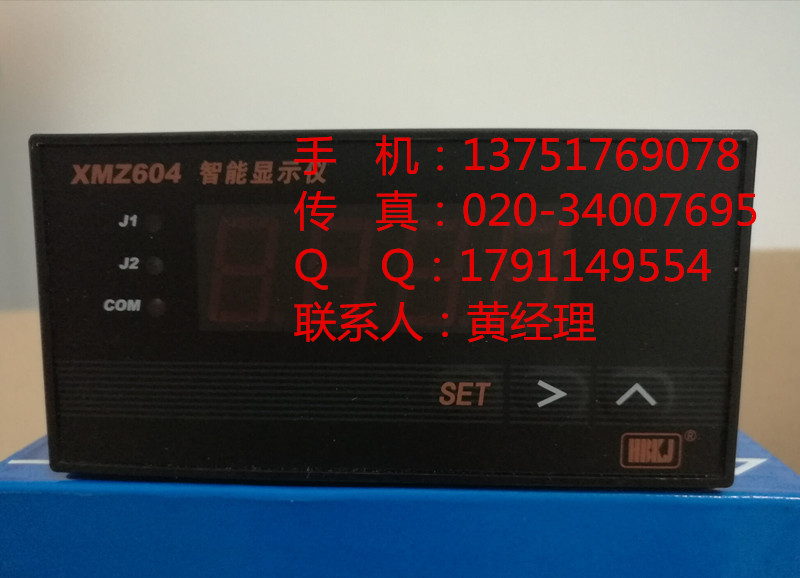 手 机：13751769078
XMZ604 智能显示仪
传 真：020-34007695
J1
Q Q：1791149554
J2
COM
联系人：黄经理
SET > ^
HBKJ ®